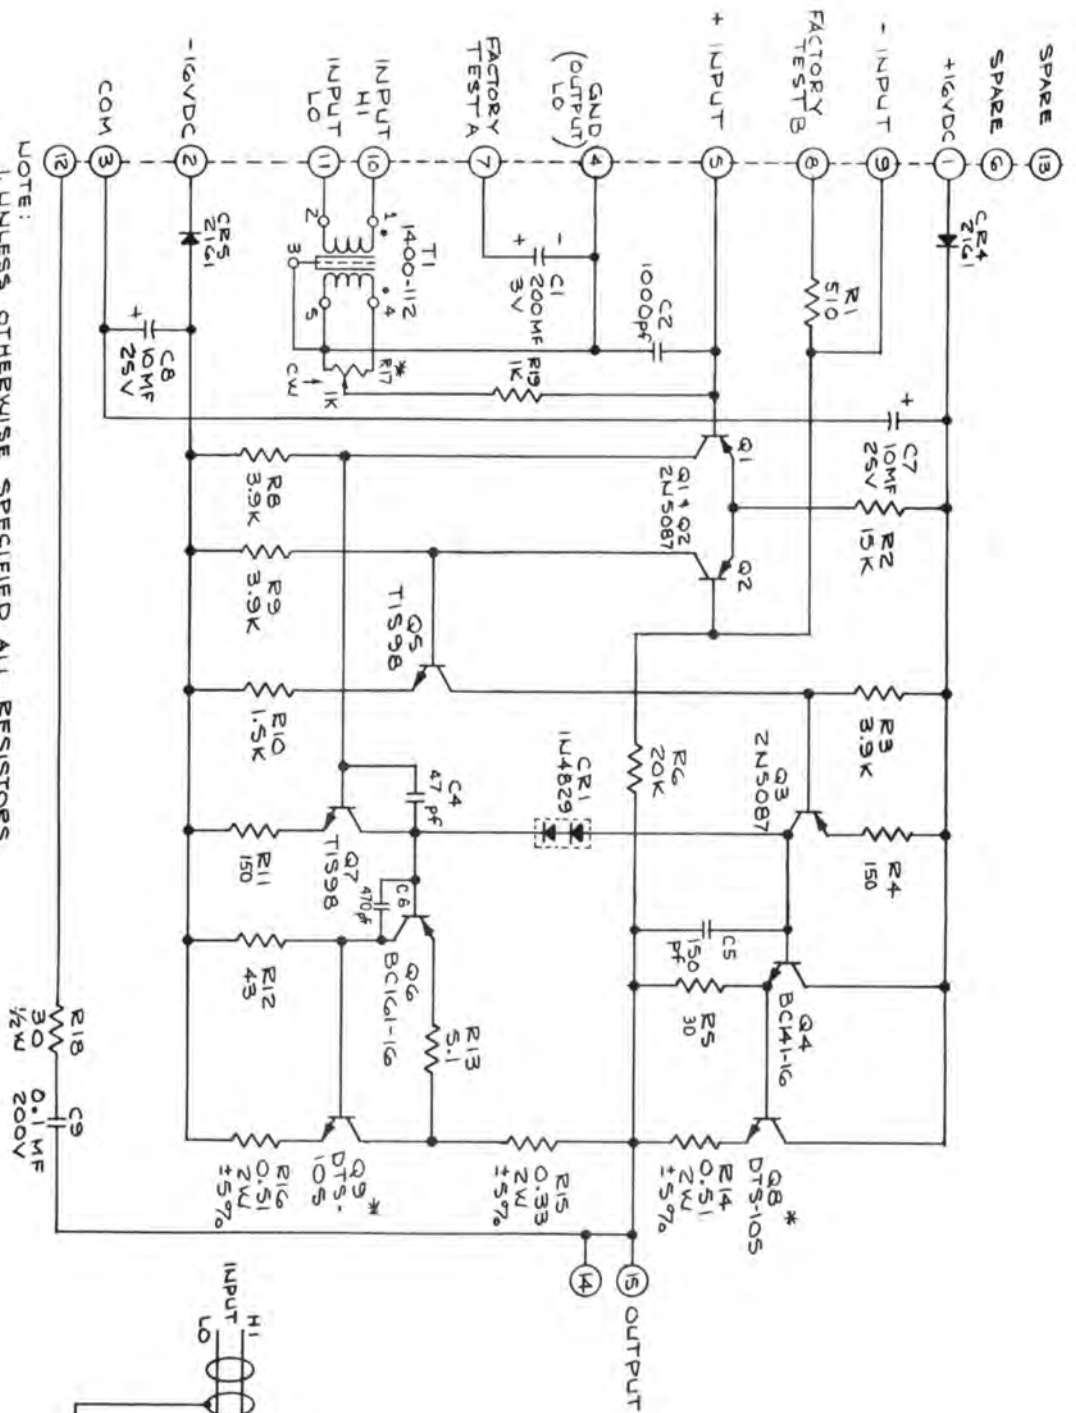 SPARE 13
SPARE 6
+16VDC 1
- INPUT 9
FACTORY
TEST B 8
+ INPUT 5
GND 4
(OUTPUT
LO)
FACTORY
TEST A 7
INPUT
HI 10
INPUT
LO 11
-16VDC 2
COM 3
12
CR4
21G1
R1
510
C2
1000pf
C1
200MF
3V
- +
T1
1400-112
1
2
3
4
5
R17 *
1K
CW
R19
1K
CR5
21G1
C8
10MF
25V
+
C7
10MF
25V
+
Q1
Q1 & Q2
2N5087
Q2
R2
15K
R8
3.9K
R9
3.9K
Q5
TIS98
R10
1.5K
R3
3.9K
Q3
2N5087
R4
150
R6
20K
CR1
1N4829
C4
47
pf
Q7
TIS98
R11
150
C6
470pf
Q6
BC161-16
R12
43
R13
5.1
C5
150
pf
R5
30
Q4
BC141-16
Q8 *
DTS-105
R14
0.51
2W
±5%
R15
0.33
2W
±5%
Q9 *
DTS-
105
R16
0.51
2W
±5%
R18
30
½W
C9
0.1MF
200V
14
15 OUTPUT
INPUT
HI
LO
NOTE:
1. UNLESS OTHERWISE SPECIFIED ALL RESISTORS